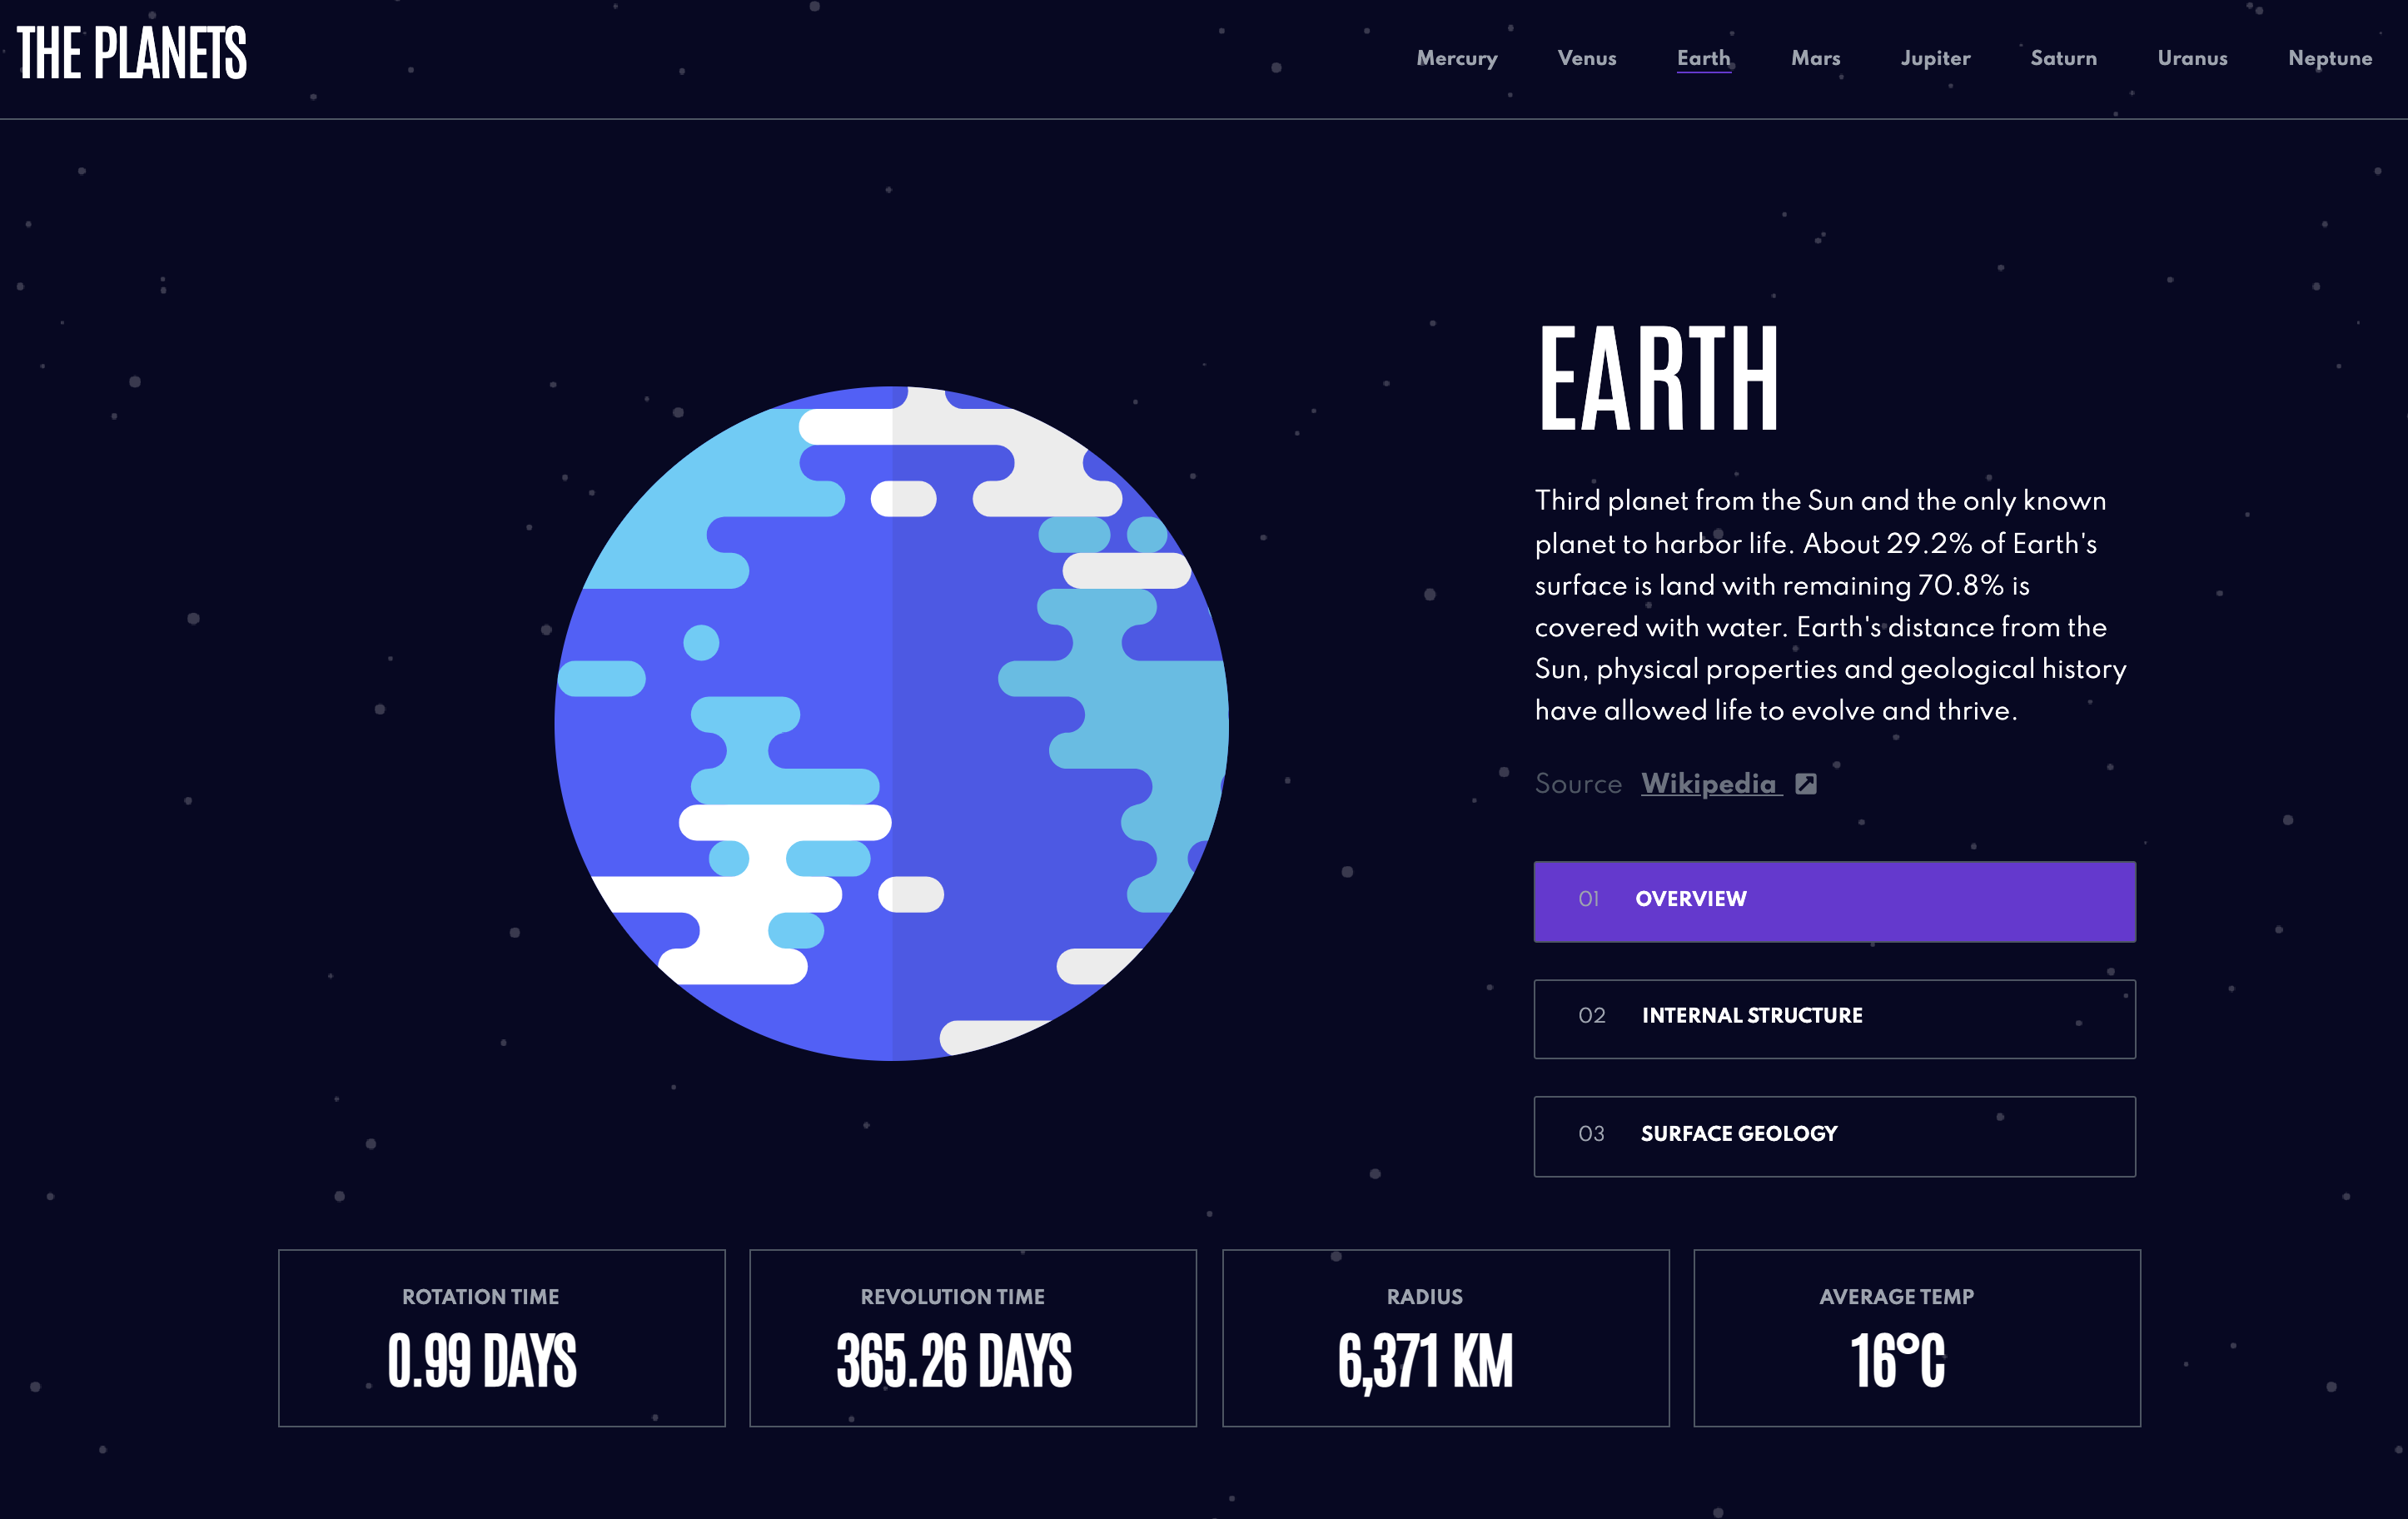 THE PLANETS
Mercury Venus Earth Mars Jupiter Saturn Uranus Neptune
EARTH
Third planet from the Sun and the only known
planet to harbor life. About 29.2% of Earth's
surface is land with remaining 70.8% is
covered with water. Earth's distance from the
Sun, physical properties and geological history
have allowed life to evolve and thrive.
Source Wikipedia
01 OVERVIEW
02 INTERNAL STRUCTURE
03 SURFACE GEOLOGY
ROTATION TIME
0.99 DAYS
REVOLUTION TIME
365.26 DAYS
RADIUS
6,371 KM
AVERAGE TEMP
16°C